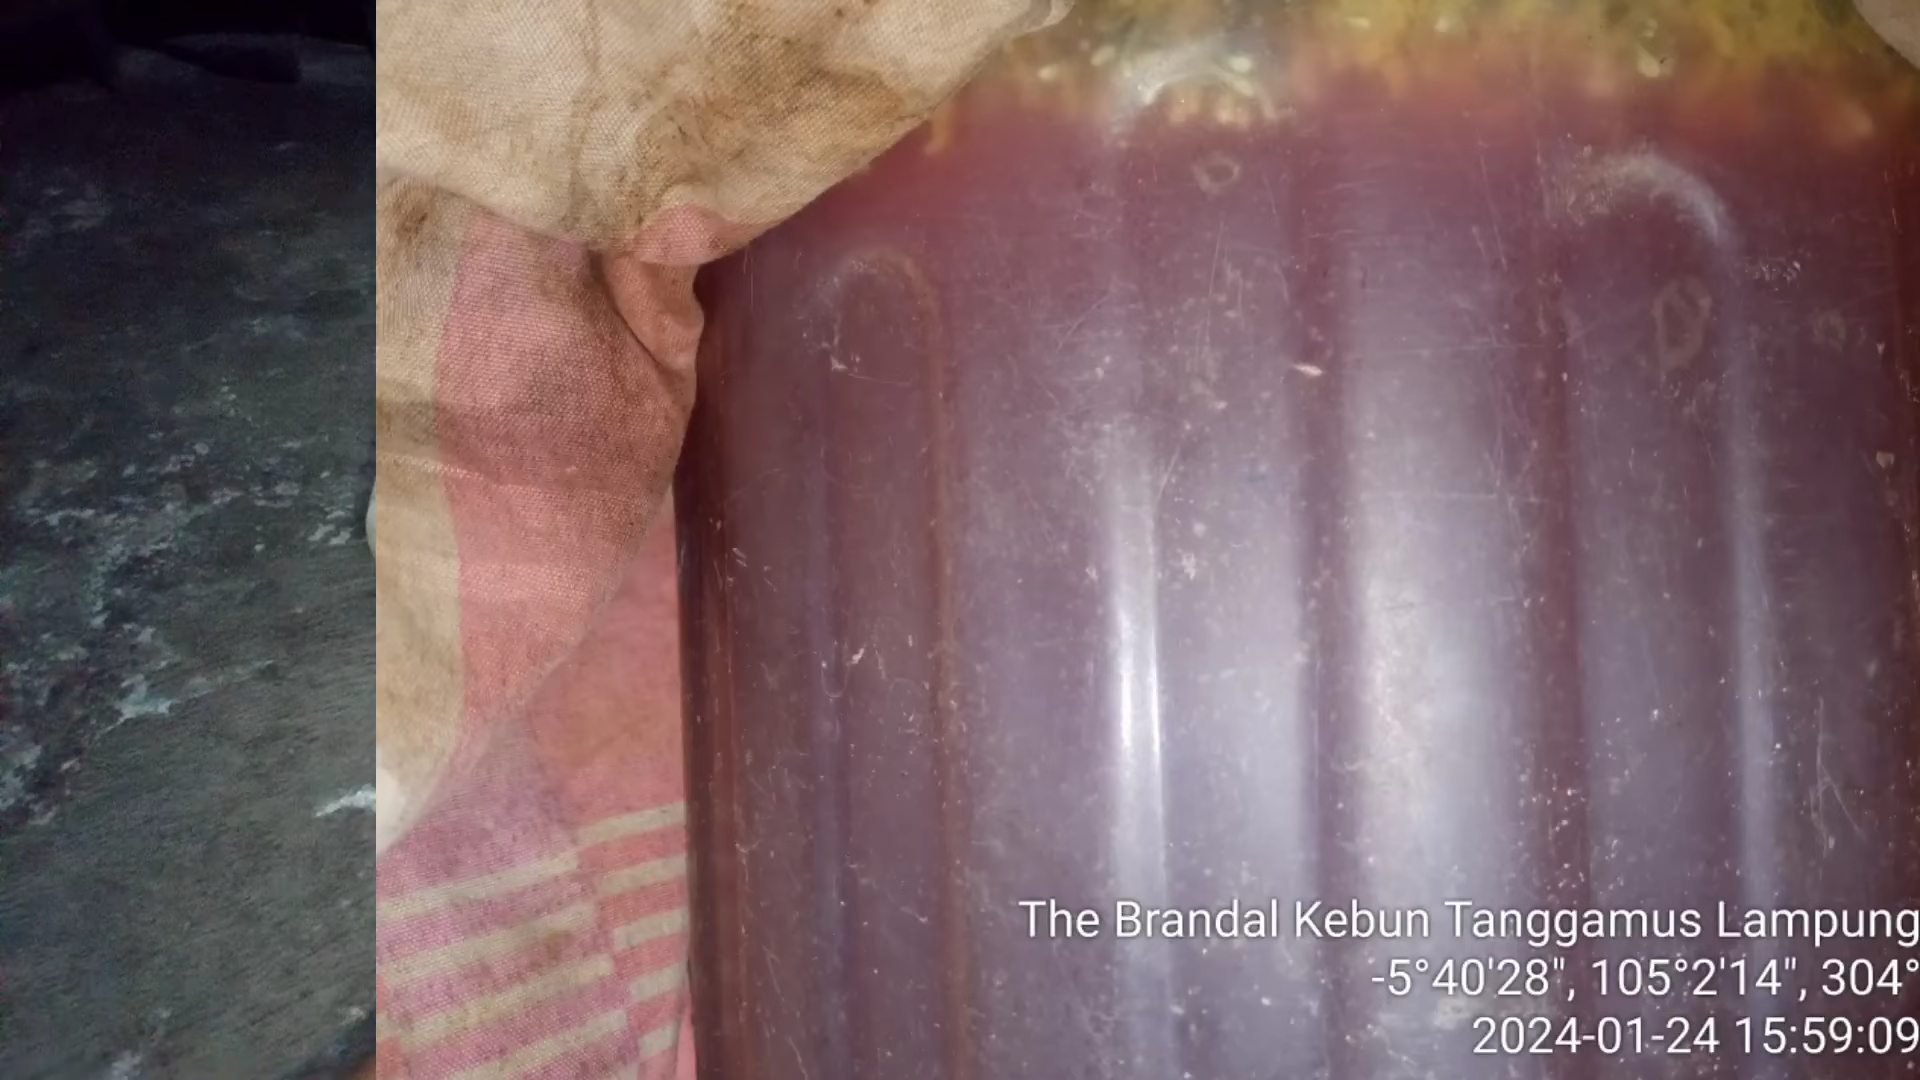 The Brandal Kebun Tanggamus Lampung
-5°40'28", 105°2'14", 304°
2024-01-24 15:59:09